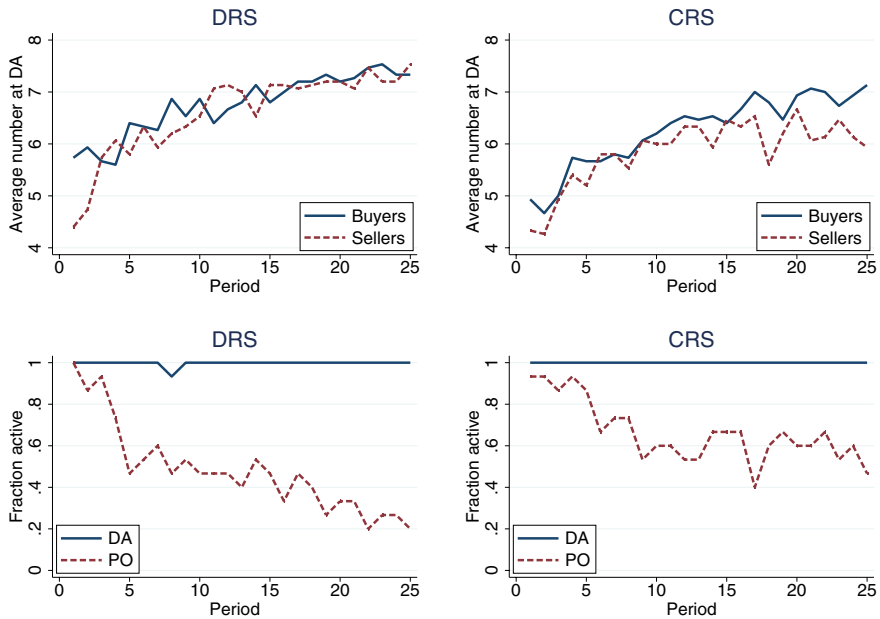 DRS
Average number at DA
8
7
6
5
4
Buyers
Sellers
0 5 10 15 20 25
Period
CRS
Average number at DA
8
7
6
5
4
Buyers
Sellers
0 5 10 15 20 25
Period
DRS
Fraction active
1
.8
.6
.4
.2
0
DA
PO
0 5 10 15 20 25
Period
CRS
Fraction active
1
.8
.6
.4
.2
0
DA
PO
0 5 10 15 20 25
Period